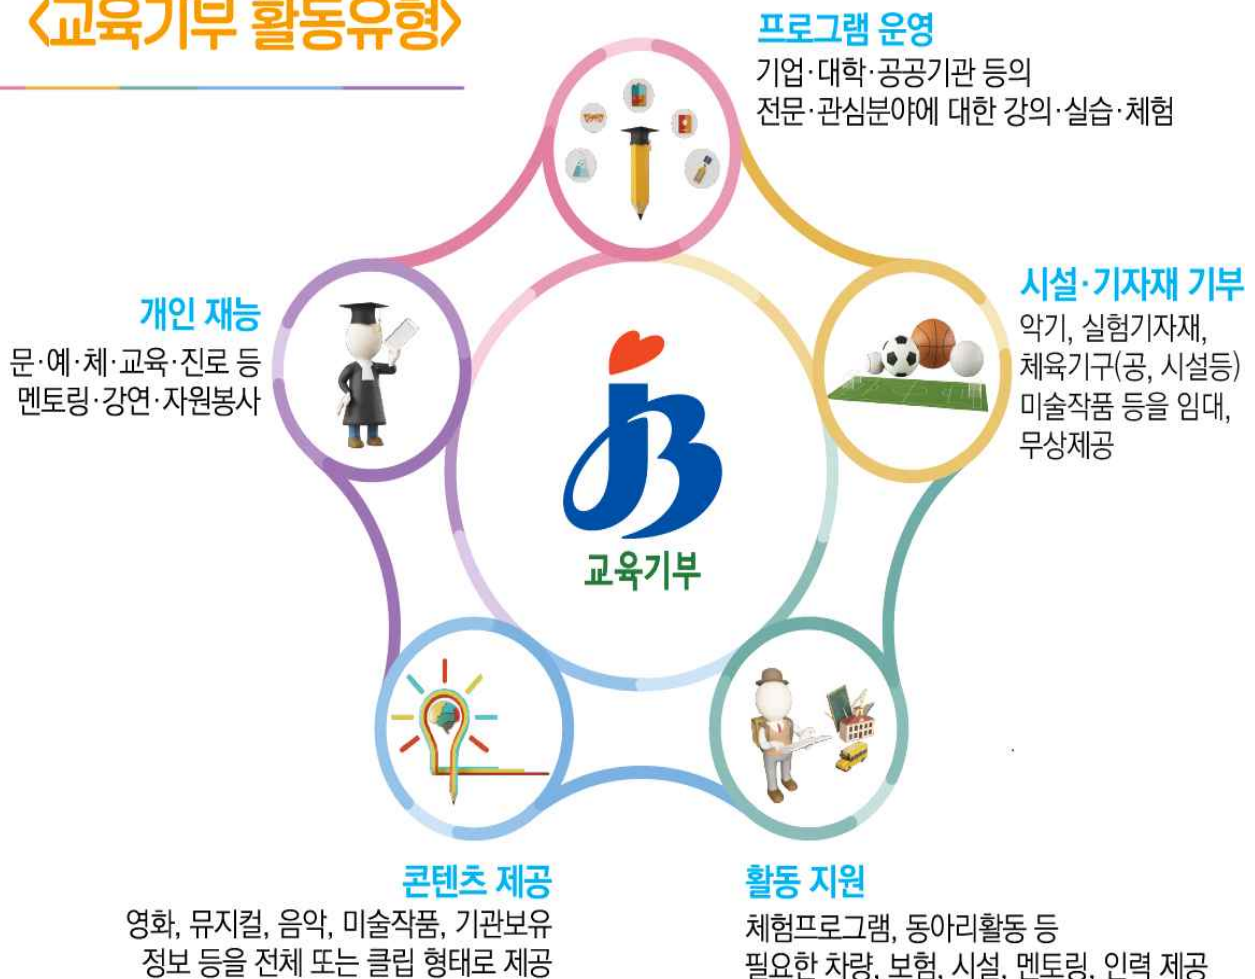 <교육기부 활동유형>
프로그램 운영
기업·대학·공공기관 등의
전문·관심분야에 대한 강의·실습·체험
시설·기자재 기부
악기, 실험기자재,
체육기구(공, 시설등)
미술작품 등을 임대,
무상제공
개인 재능
문·예·체·교육·진로 등
멘토링·강연·자원봉사
JB
교육기부
콘텐츠 제공
영화, 뮤지컬, 음악, 미술작품, 기관보유
정보 등을 전체 또는 클립 형태로 제공
활동 지원
체험프로그램, 동아리활동 등
필요한 차량, 보험, 시설, 멘토링, 인력 제공